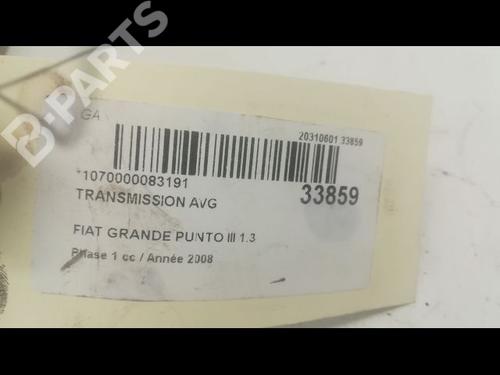 B-PARTS
GA
20310601 33859
*1070000083191
33859
TRANSMISSION AVG
FIAT GRANDE PUNTO III 1.3
Phase 1 cc / Année 2008